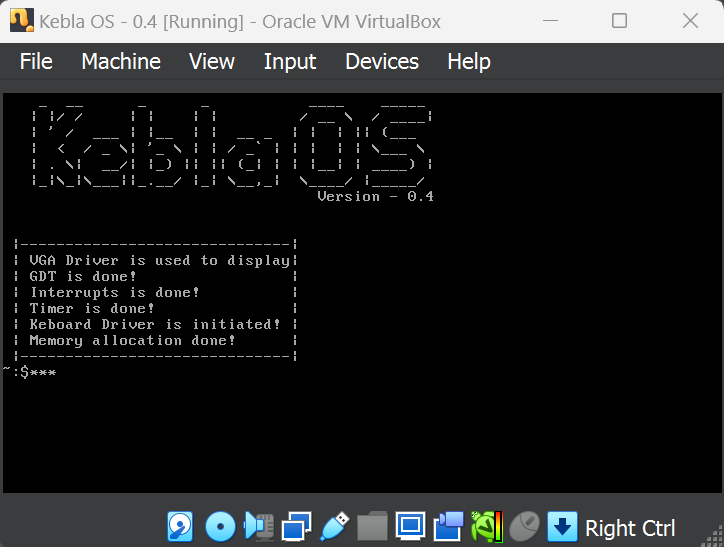 Kebla OS - 0.4 [Running] - Oracle VM VirtualBox
File Machine View Input Devices Help
Kebla OS
Version - 0.4
|------------------------------|
| VGA Driver is used to display|
| GDT is done! |
| Interrupts is done! |
| Timer is done! |
| Keboard Driver is initiated! |
| Memory allocation done! |
|------------------------------|
~:$***
Right Ctrl